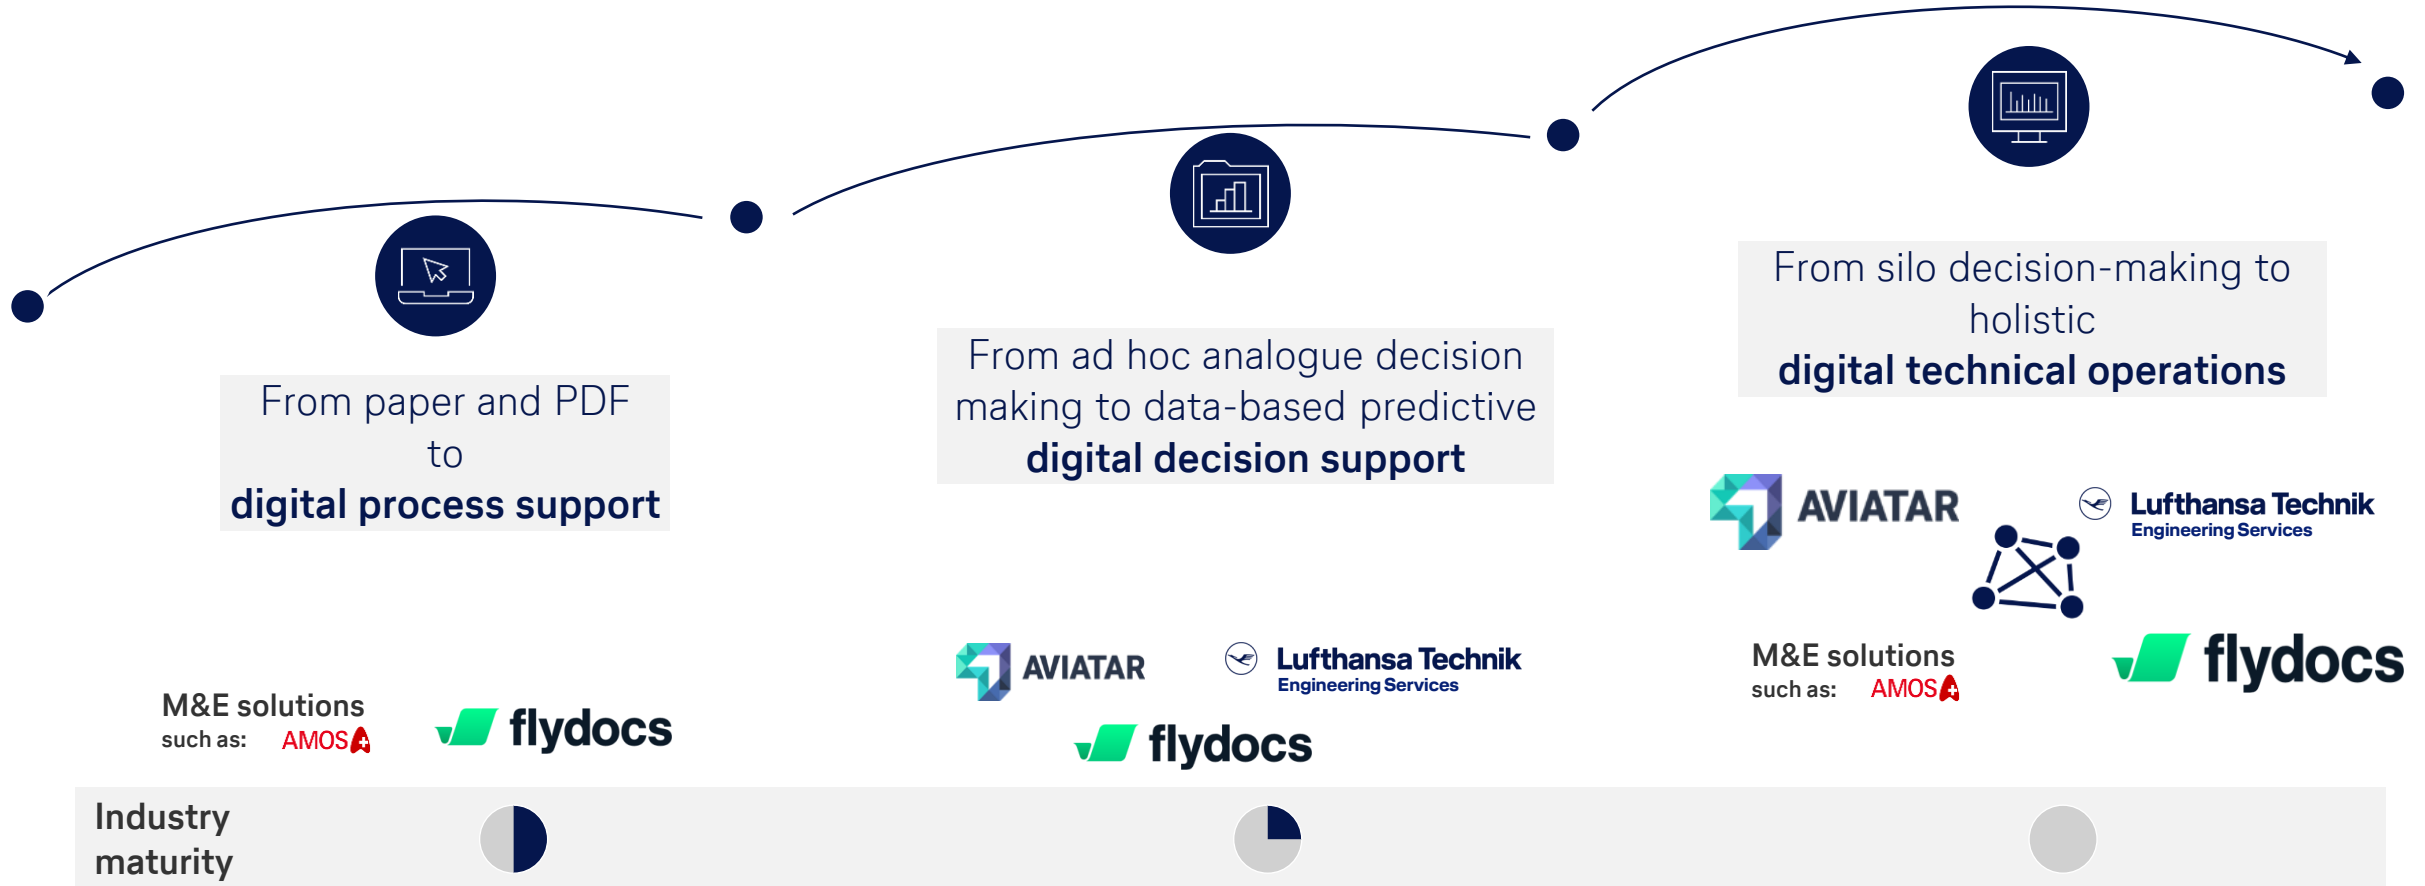 From paper and PDF
to
digital process support
M&E solutions
such as: AMOS
flydocs
From ad hoc analogue decision
making to data-based predictive
digital decision support
AVIATAR
Lufthansa Technik
Engineering Services
flydocs
From silo decision-making to
holistic
digital technical operations
AVIATAR
Lufthansa Technik
Engineering Services
M&E solutions
such as: AMOS
flydocs
Industry
maturity